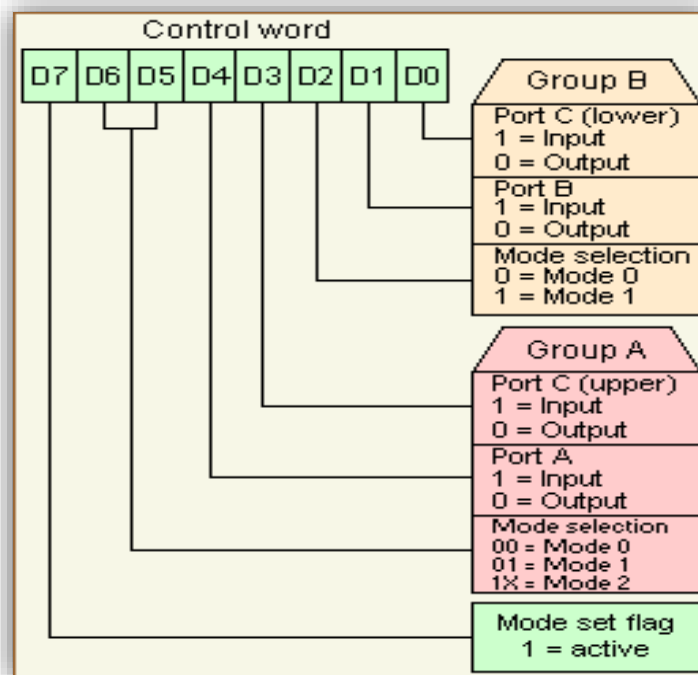 Control word
D7 D6 D5 D4 D3 D2 D1 D0
Group B
Port C (lower)
1 = Input
0 = Output
Port B
1 = Input
0 = Output
Mode selection
0 = Mode 0
1 = Mode 1
Group A
Port C (upper)
1 = Input
0 = Output
Port A
1 = Input
0 = Output
Mode selection
00 = Mode 0
01 = Mode 1
1X = Mode 2
Mode set flag
1 = active